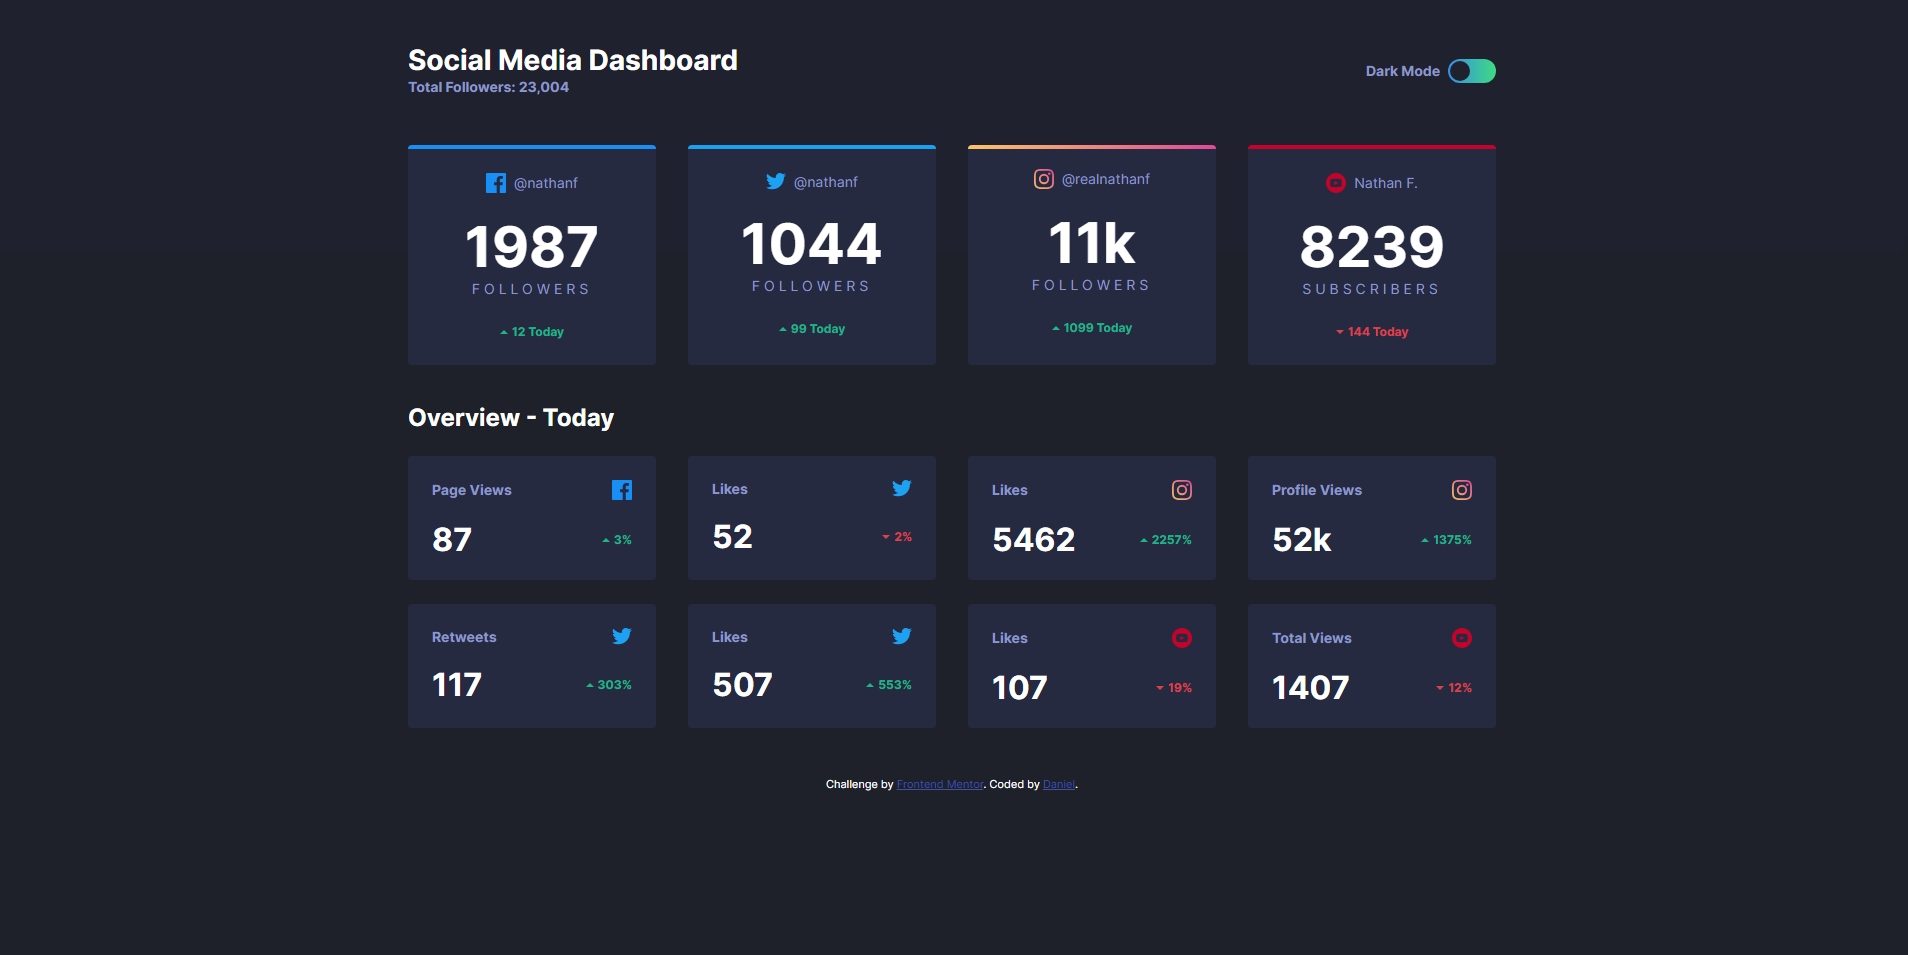 Social Media Dashboard
Total Followers: 23,004
Dark Mode
@nathanf
1987
FOLLOWERS
12 Today
@nathanf
1044
FOLLOWERS
99 Today
@realnathanf
11k
FOLLOWERS
1099 Today
Nathan F.
8239
SUBSCRIBERS
144 Today
Overview - Today
Page Views
87
3%
Likes
52
2%
Likes
5462
2257%
Profile Views
52k
1375%
Retweets
117
303%
Likes
507
553%
Likes
107
19%
Total Views
1407
12%
Challenge by Frontend Mentor. Coded by Daniel.